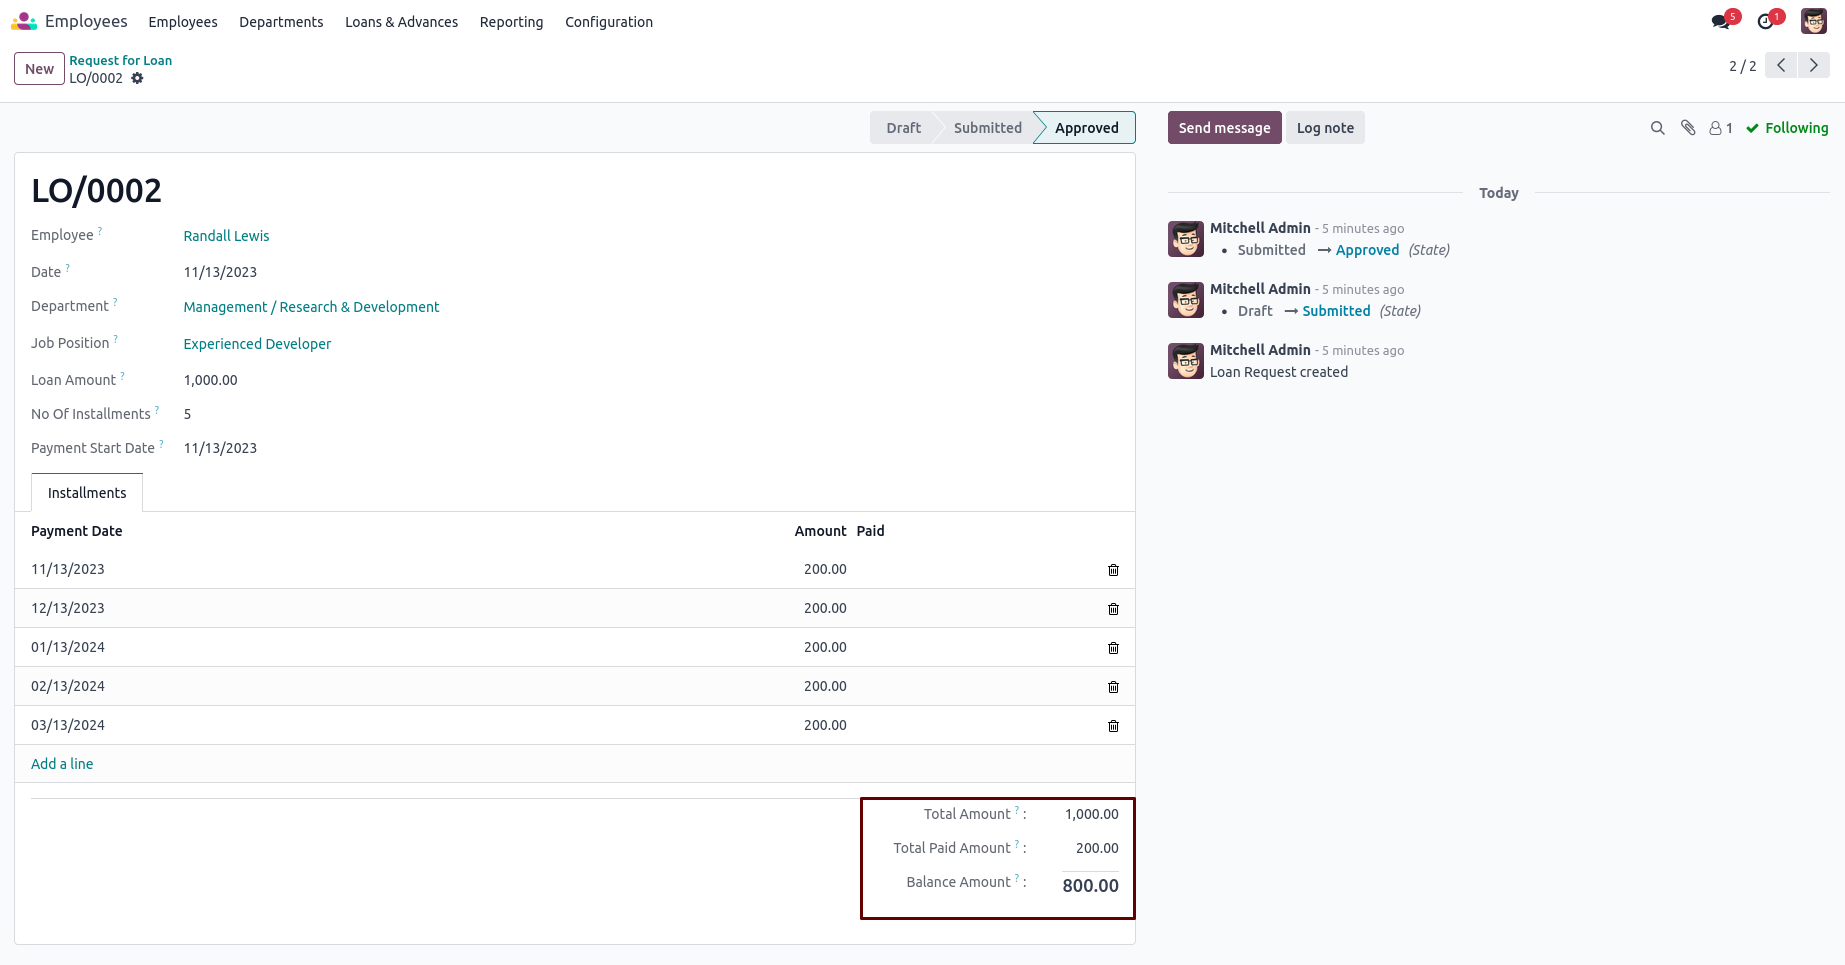 Employees Employees Departments Loans & Advances Reporting Configuration 5 1
New Request for Loan
LO/0002 2 / 2
Draft Submitted Approved Send message Log note 1 Following
LO/0002
Employee ? Randall Lewis
Date ? 11/13/2023
Department ? Management / Research & Development
Job Position ? Experienced Developer
Loan Amount ? 1,000.00
No Of Installments ? 5
Payment Start Date ? 11/13/2023
Installments
Payment Date Amount Paid
11/13/2023 200.00
12/13/2023 200.00
01/13/2024 200.00
02/13/2024 200.00
03/13/2024 200.00
Add a line
Total Amount ? : 1,000.00
Total Paid Amount ? : 200.00
Balance Amount ? : 800.00
Today
Mitchell Admin - 5 minutes ago
• Submitted → Approved (State)
Mitchell Admin - 5 minutes ago
• Draft → Submitted (State)
Mitchell Admin - 5 minutes ago
Loan Request created